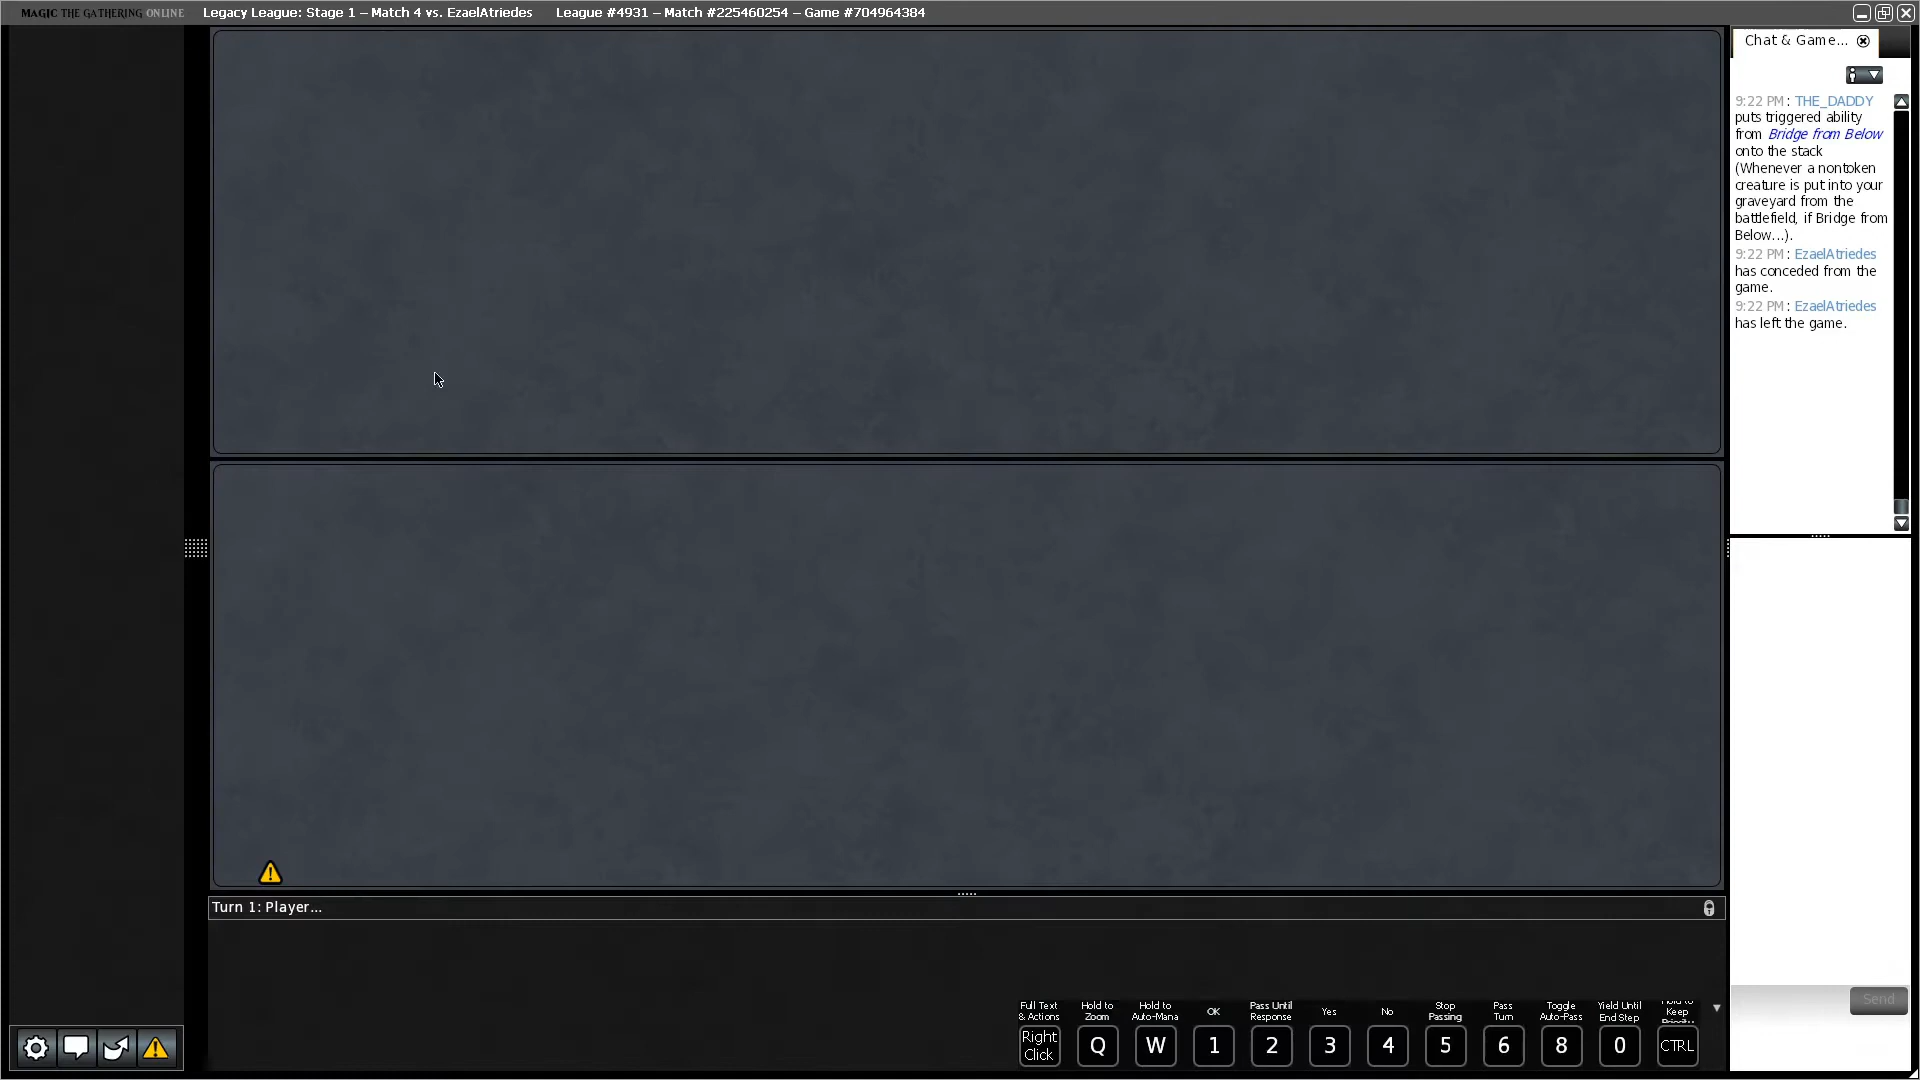 MAGIC THE GATHERING ONLINE
Legacy League: Stage 1 – Match 4 vs. EzaelAtriedes League #4931 – Match #225460254 – Game #704964384
Chat & Game...
9:22 PM: THE_DADDY
puts triggered ability
from Bridge from Below
onto the stack
(Whenever a nontoken
creature is put into your
graveyard from the
battlefield, if Bridge from
Below...).
9:22 PM: EzaelAtriedes
has conceded from the
game.
9:22 PM: EzaelAtriedes
has left the game.
Turn 1: Player...
Full Text
& Actions
Right
Click
Hold to
Zoom
Q
Hold to
Auto-Mana
W
OK
1
Pass Until
Response
2
Yes
3
No
4
Stop
Passing
5
Pass
Turn
6
Toggle
Auto-Pass
8
Yield Until
End Step
0
Hold to
Keep
CTRL
Send